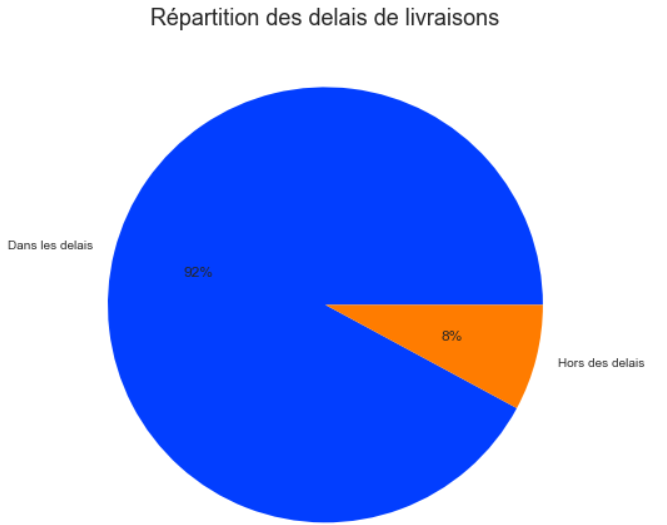 Répartition des delais de livraisons
Dans les delais
92%
8%
Hors des delais